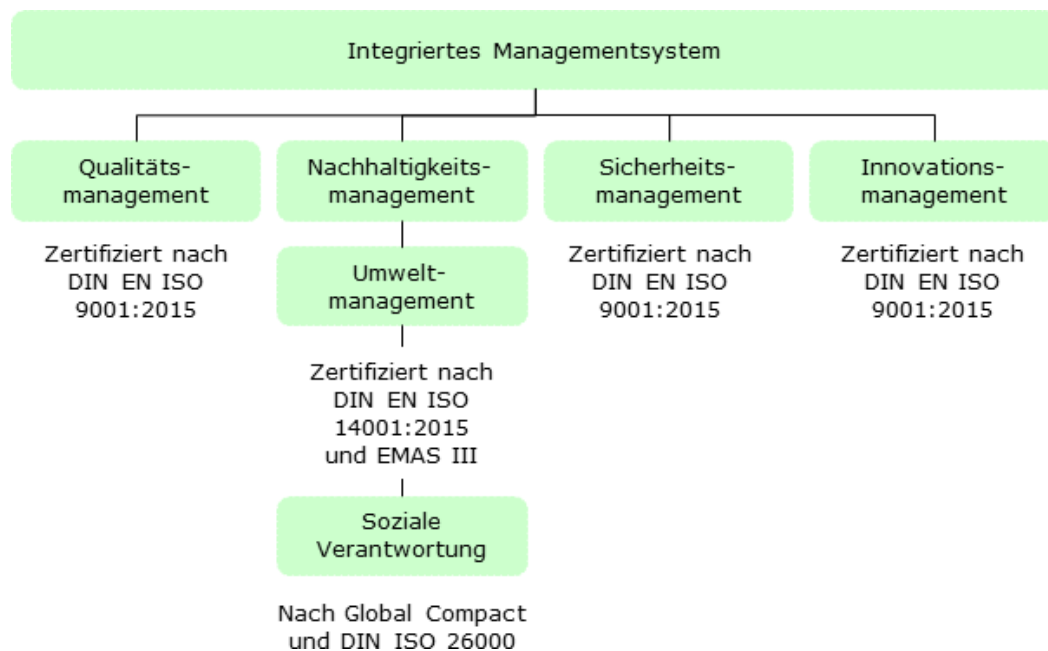 Integriertes Managementsystem
Qualitäts-
management
Nachhaltigkeits-
management
Sicherheits-
management
Innovations-
management
Zertifiziert nach
DIN EN ISO
9001:2015
Umwelt-
management
Zertifiziert nach
DIN EN ISO
9001:2015
Zertifiziert nach
DIN EN ISO
9001:2015
Zertifiziert nach
DIN EN ISO
14001:2015
und EMAS III
Soziale
Verantwortung
Nach Global Compact
und DIN ISO 26000